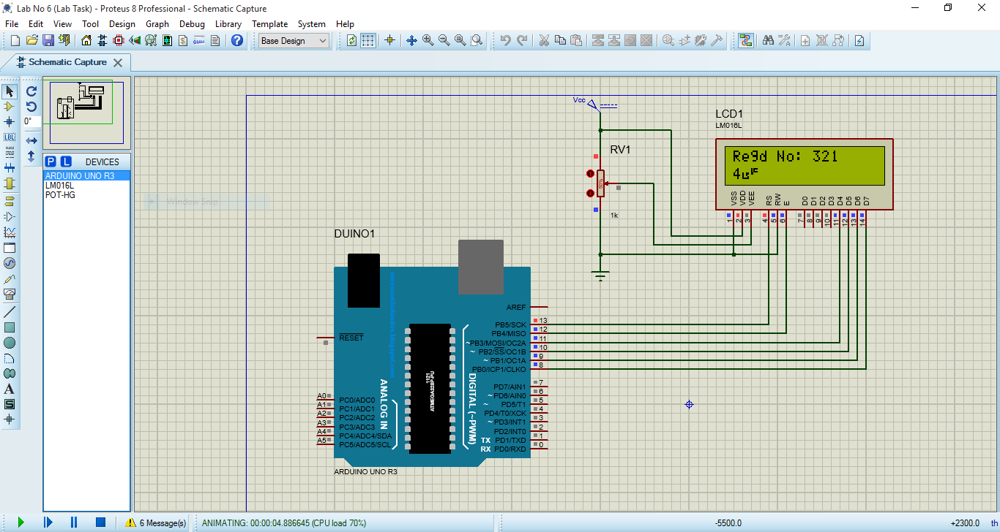 Lab No 6 (Lab Task) - Proteus 8 Professional - Schematic Capture
File Edit View Tool Design Graph Debug Library Template System Help
Base Design
Schematic Capture
0°
LBL
P L DEVICES
ARDUINO UNO R3
LM016L
POT-HG
Window Snip
Vcc
RV1
50%
1k
LCD1
LM016L
Regd No: 321
VSS VDD VEE RS RW E D0 D1 D2 D3 D4 D5 D6 D7
1 2 3 4 5 6 7 8 9 10 11 12 13 14
DUINO1
microcontrolandos.blogspot.com
AREF
RESET
PB5/SCK 13
PB4/MISO 12
~PB3/MOSI/OC2A 11
~ PB2/SS/OC1B 10
~ PB1/OC1A 9
PB0/ICP1/CLKO 8
1121
ATMEGA328P-PU
DIGITAL (~PWM)
ANALOG IN
PD7/AIN1 7
~PD6/AIN0 6
~ PD5/T1 5
PD4/T0/XCK 4
~PD3/INT1 3
PD2/INT0 2
TX PD1/TXD 1
RX PD0/RXD 0
A0 PC0/ADC0
A1 PC1/ADC1
A2 PC2/ADC2
A3 PC3/ADC3
A4 PC4/ADC4/SDA
A5 PC5/ADC5/SCL
ARDUINO UNO R3
6 Message(s) ANIMATING: 00:00:04.886645 (CPU load 70%) -5500.0 +2300.0 th